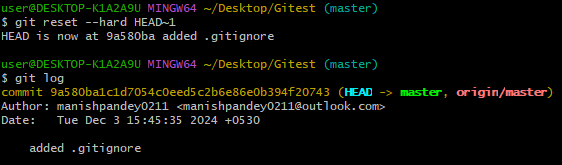 user@DESKTOP-K1A2A9U MINGW64 ~/Desktop/Gitest (master)
$ git reset --hard HEAD~1
HEAD is now at 9a580ba added .gitignore
user@DESKTOP-K1A2A9U MINGW64 ~/Desktop/Gitest (master)
$ git log
commit 9a580ba1c1d7054c0eed5c2b6e86e0b394f20743 (HEAD -> master, origin/master)
Author: manishpandey0211 <manishpandey0211@outlook.com>
Date:   Tue Dec 3 15:45:35 2024 +0530
    added .gitignore